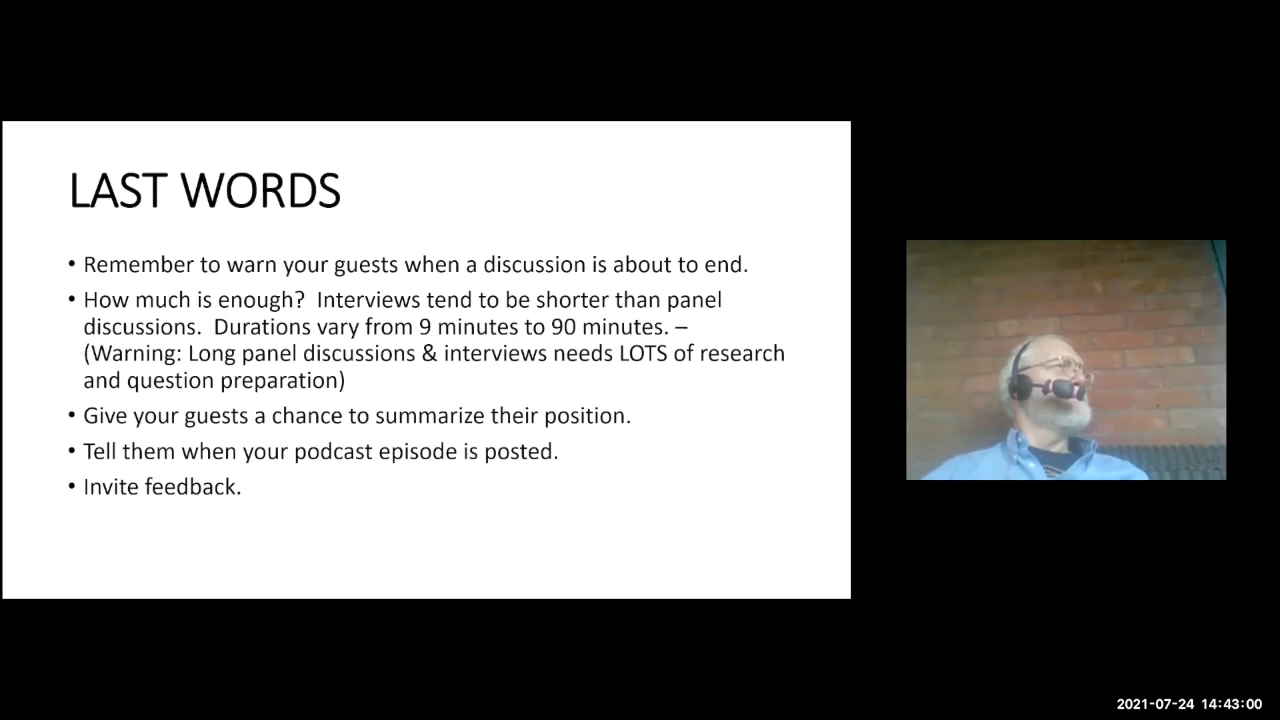 LAST WORDS
• Remember to warn your guests when a discussion is about to end.
• How much is enough?  Interviews tend to be shorter than panel
discussions.  Durations vary from 9 minutes to 90 minutes. –
(Warning: Long panel discussions & interviews needs LOTS of research
and question preparation)
• Give your guests a chance to summarize their position.
• Tell them when your podcast episode is posted.
• Invite feedback.
2021-07-24 14:43:00